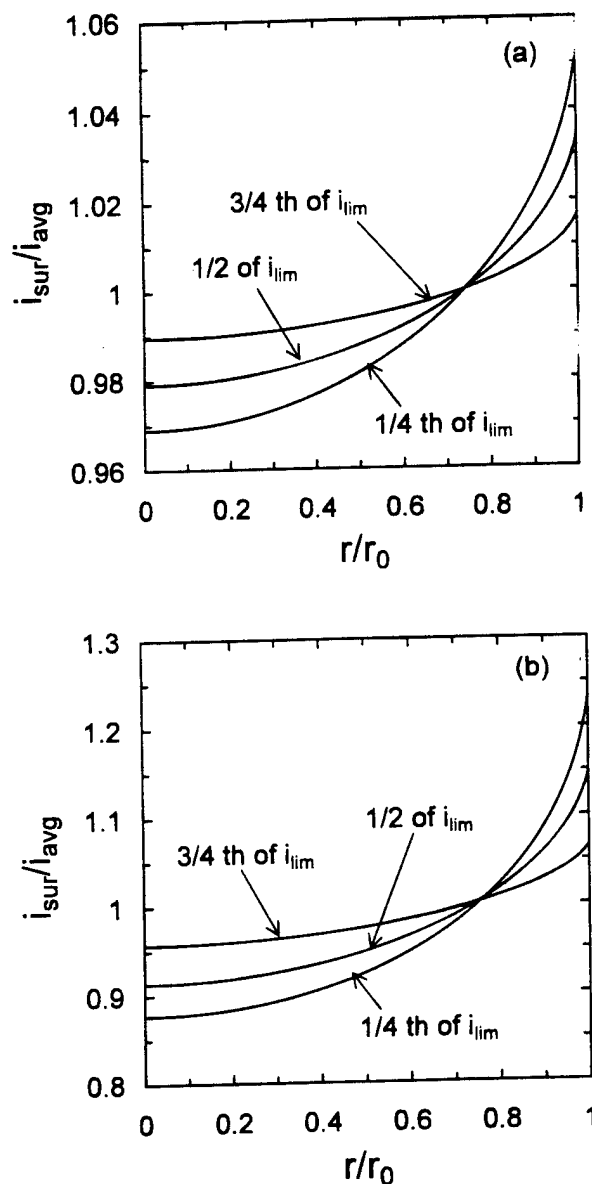 1.06
(a)
1.04
1.02
3/4 th of i_lim
1/2 of i_lim
1
0.98
1/4 th of i_lim
0.96
i_sur/i_avg
0 0.2 0.4 0.6 0.8 1
r/r_0
1.3
(b)
1.2
1.1
1/2 of i_lim
3/4 th of i_lim
1
0.9
1/4 th of i_lim
0.8
i_sur/i_avg
0 0.2 0.4 0.6 0.8 1
r/r_0